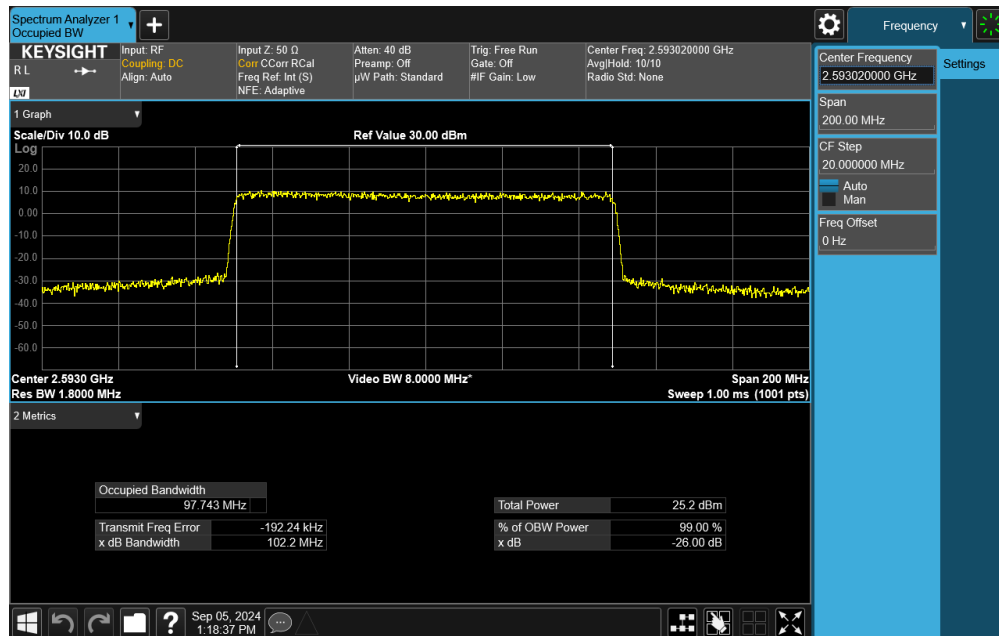 Spectrum Analyzer 1
Occupied BW
+
Frequency
KEYSIGHT
R L
LXI
Input: RF
Coupling: DC
Align: Auto
Input Z: 50 Ω
Corr CCorr RCal
Freq Ref: Int (S)
NFE: Adaptive
Atten: 40 dB
Preamp: Off
µW Path: Standard
Trig: Free Run
Gate: Off
#IF Gain: Low
Center Freq: 2.593020000 GHz
Avg|Hold: 10/10
Radio Std: None
Center Frequency
2.593020000 GHz
Settings
Span
200.00 MHz
CF Step
20.000000 MHz
Auto
Man
Freq Offset
0 Hz
1 Graph
Scale/Div 10.0 dB
Ref Value 30.00 dBm
Log
20.0
10.0
0.00
-10.0
-20.0
-30.0
-40.0
-50.0
-60.0
Center 2.5930 GHz
Video BW 8.0000 MHz*
Span 200 MHz
Res BW 1.8000 MHz
Sweep 1.00 ms (1001 pts)
2 Metrics
Occupied Bandwidth
97.743 MHz
Total Power 25.2 dBm
Transmit Freq Error -192.24 kHz
% of OBW Power 99.00 %
x dB Bandwidth 102.2 MHz
x dB -26.00 dB
?
Sep 05, 2024
1:18:37 PM